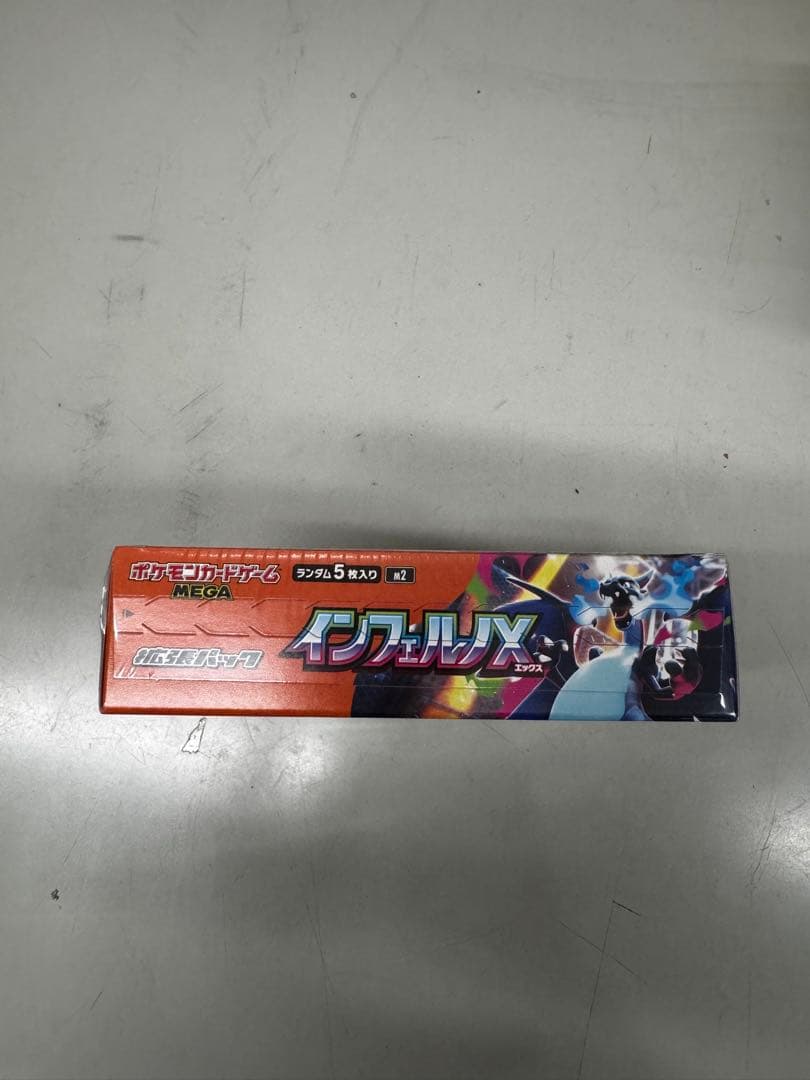 ポケモンカードゲーム
MEGA
ランダム5枚入り M2
拡張パック
インフェルノX
エックス